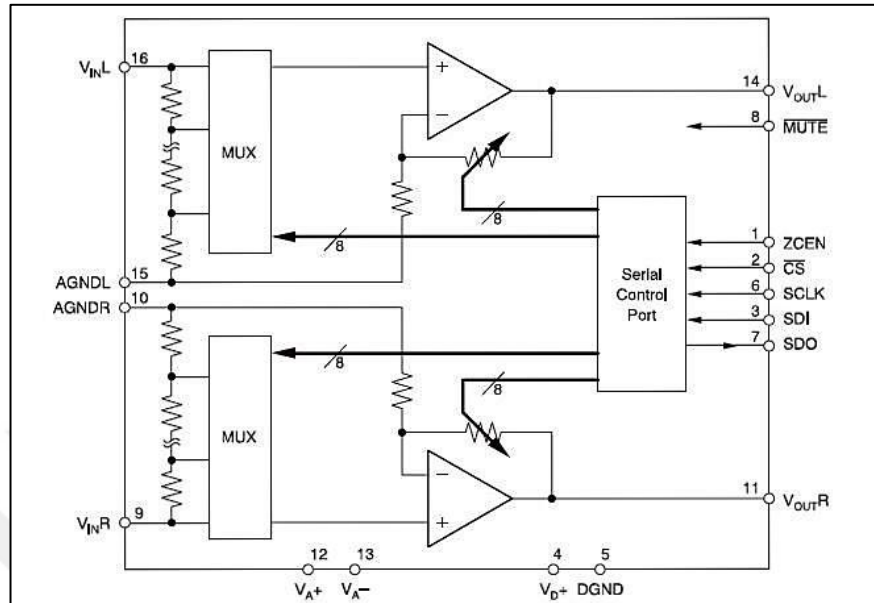 16
VINL
MUX
+
−
14
VOUTL
8
MUTE
8
8
Serial
Control
Port
1
ZCEN
2
CS
6
SCLK
3
SDI
7
SDO
15
AGNDL
10
AGNDR
8
8
MUX
−
+
11
VOUTR
9
VINR
12
13
4
5
VA+
VA−
VD+
DGND